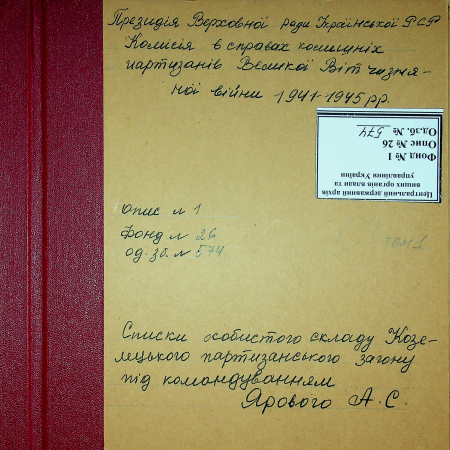 Президія Верховної ради Української РСР
Комісія в справах колишніх
партизанів Великої Вітчизня-
ної війни 1941-1945 рр.
Центральний державний архів
вищих органів влади та
управління України
Фонд № 1
Опис № 26
Од.зб. № 574
Опис № 1
Фонд № 26
од. зб. № 574
том 1.
Списки особистого складу Козе-
лецького партизанського загону
під командуванням
Ярового А.С.